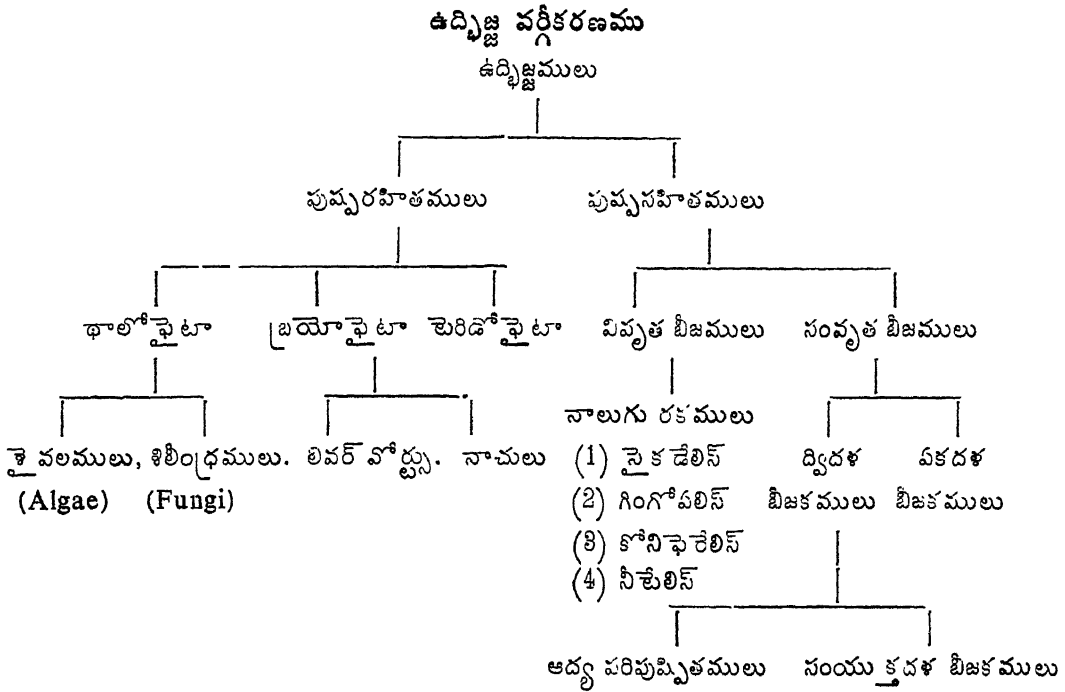 ఉద్భిజ్జ వర్గీకరణము
ఉద్భిజ్జములు
పుష్పరహితములు పుష్పసహితములు
థాలోఫైటా బ్రయోఫైటా టెరిడోఫైటా వివృత బీజములు సంవృత బీజములు
నాలుగు రకములు
శైవలములు, శిలీంధ్రములు. లివర్ వోర్ట్సు. నాచులు (1) సైకడేలిస్ ద్విదళ ఏకదళ
(Algae) (Fungi) (2) గింగోఏలిస్ బీజకములు బీజకములు
(3) కోనిఫెరేలిస్
(4) నీటేలిస్
ఆద్య పరిపుష్పితములు సంయుక్తదళ బీజకములు